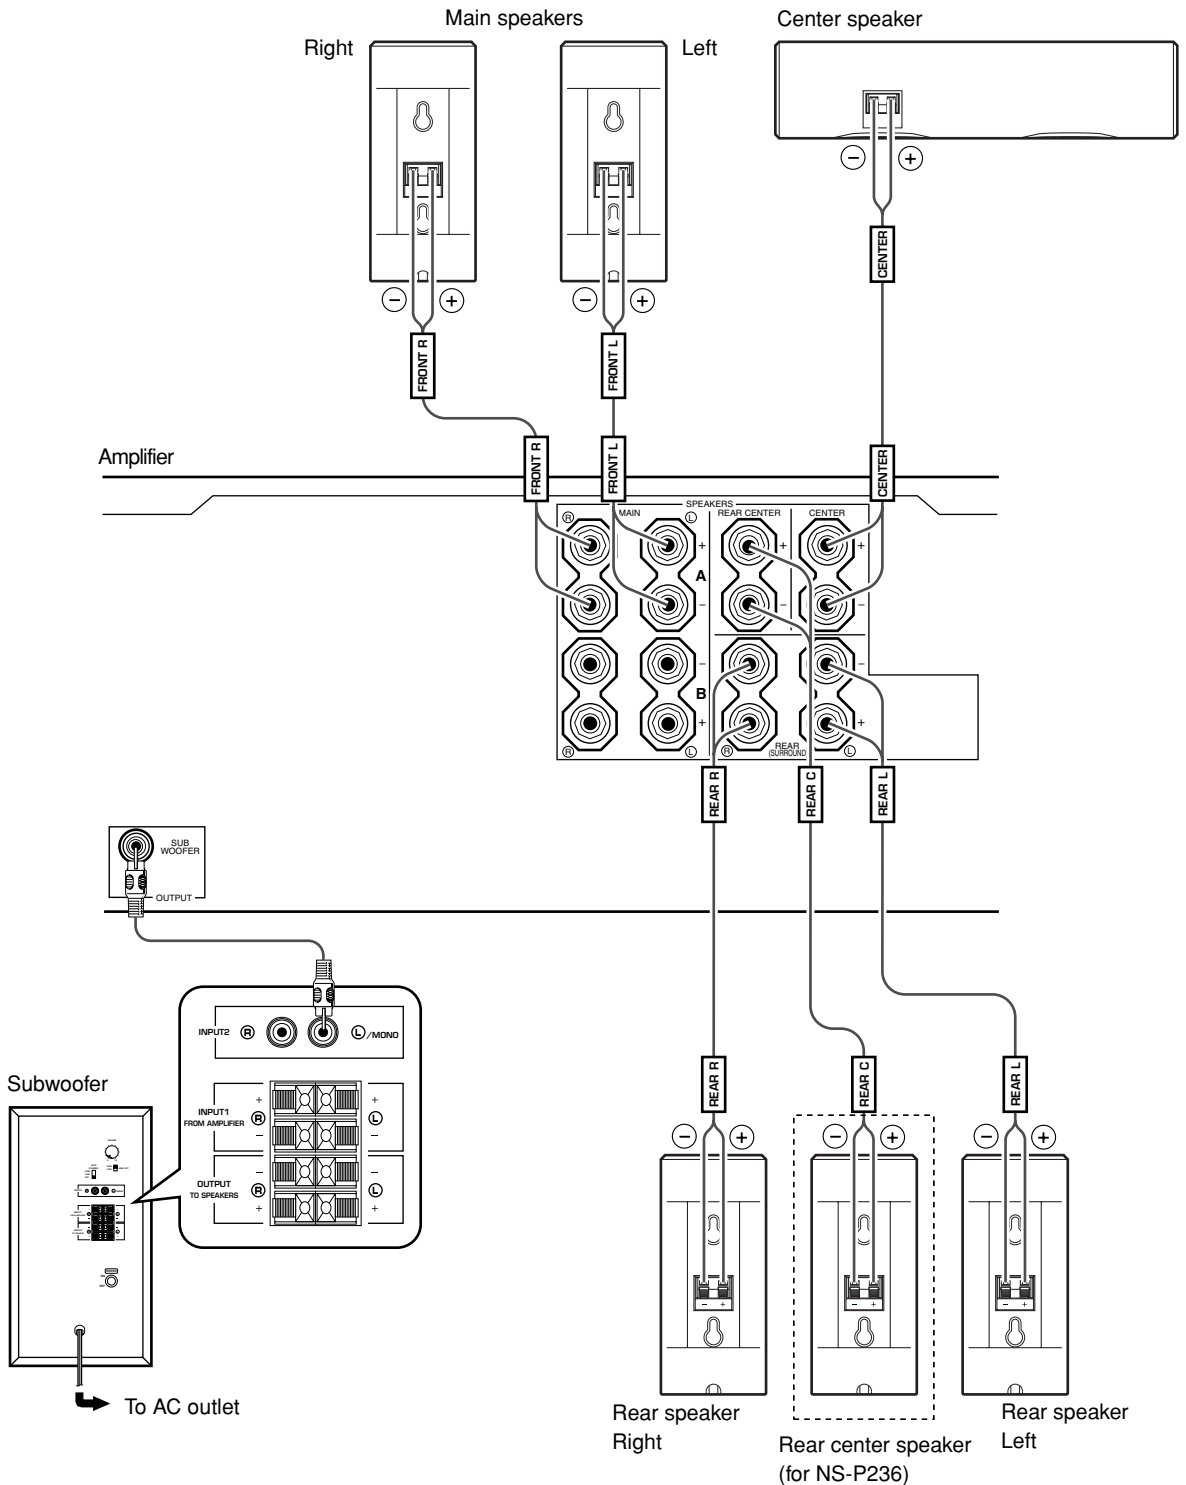 Main speakers
Center speaker
Right
Left
− +
− +
− +
FRONT R
FRONT L
CENTER
Amplifier
FRONT R
FRONT L
CENTER
SPEAKERS
R MAIN L
REAR CENTER
CENTER
+ + +
A
− − −
− −
B
+ +
R L
R REAR L
(SURROUND)
REAR R
REAR C
REAR L
SUB
WOOFER
OUTPUT
INPUT2 R L /MONO
Subwoofer
+ +
INPUT1 R L
FROM AMPLIFIER
− −
− −
OUTPUT R L
TO SPEAKERS
+ +
REAR R
REAR C
REAR L
− +
− +
− +
− +
− +
− +
To AC outlet
Rear speaker
Right
Rear center speaker
(for NS-P236)
Rear speaker
Left